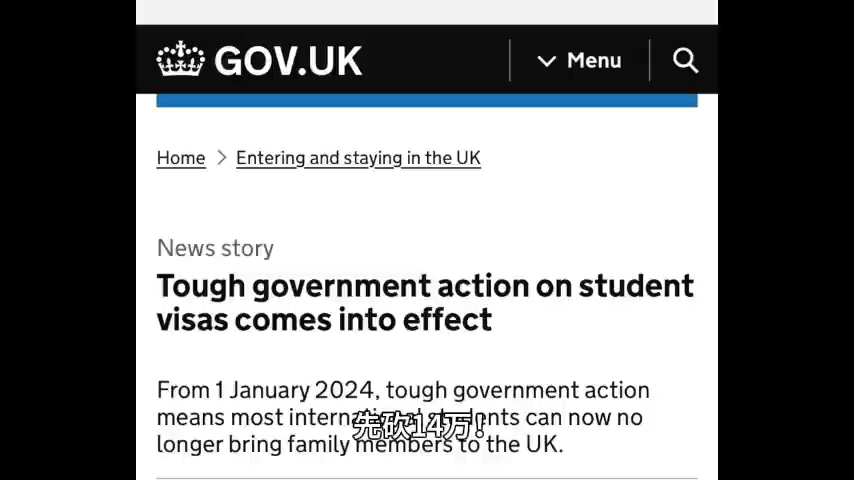 GOV.UK
Menu
Home > Entering and staying in the UK
News story
Tough government action on student
visas comes into effect
From 1 January 2024, tough government action
means most international students can now no
longer bring family members to the UK.
先砍14万!